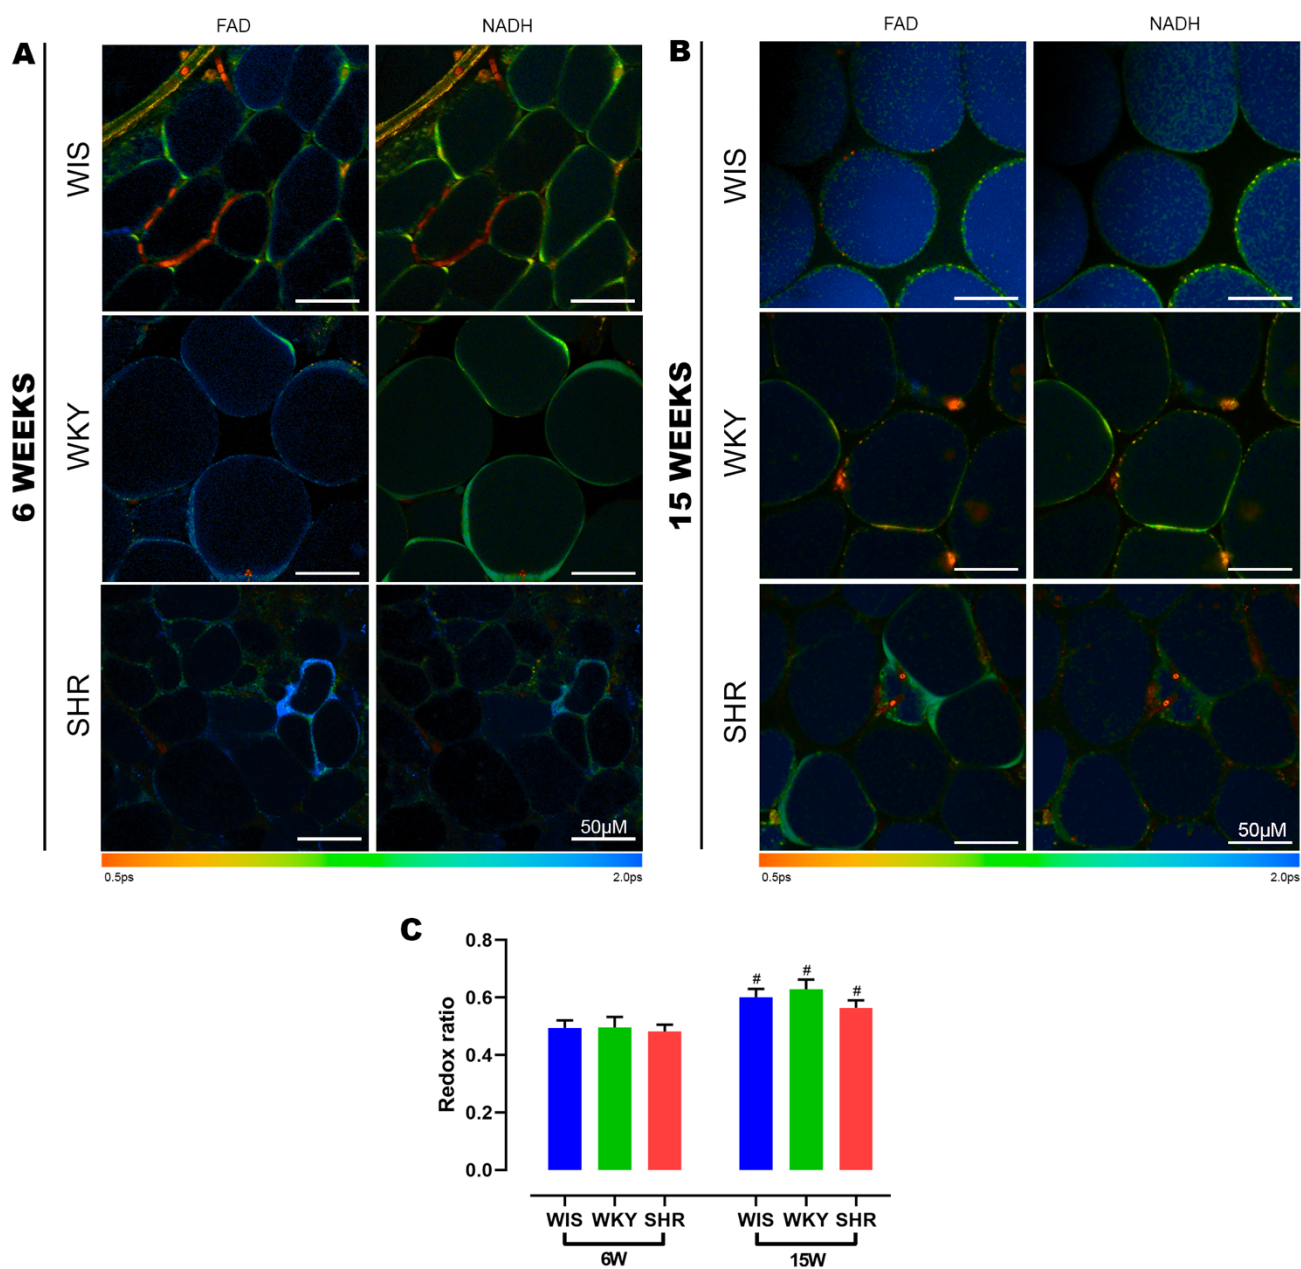 A
FAD
NADH
6 WEEKS
WIS
WKY
SHR
50µM
0.5ps
2.0ps
B
FAD
NADH
15 WEEKS
WIS
WKY
SHR
50µM
0.5ps
2.0ps
C
Redox ratio
0.8
0.6
0.4
0.2
0.0
# # #
WIS WKY SHR WIS WKY SHR
6W 15W